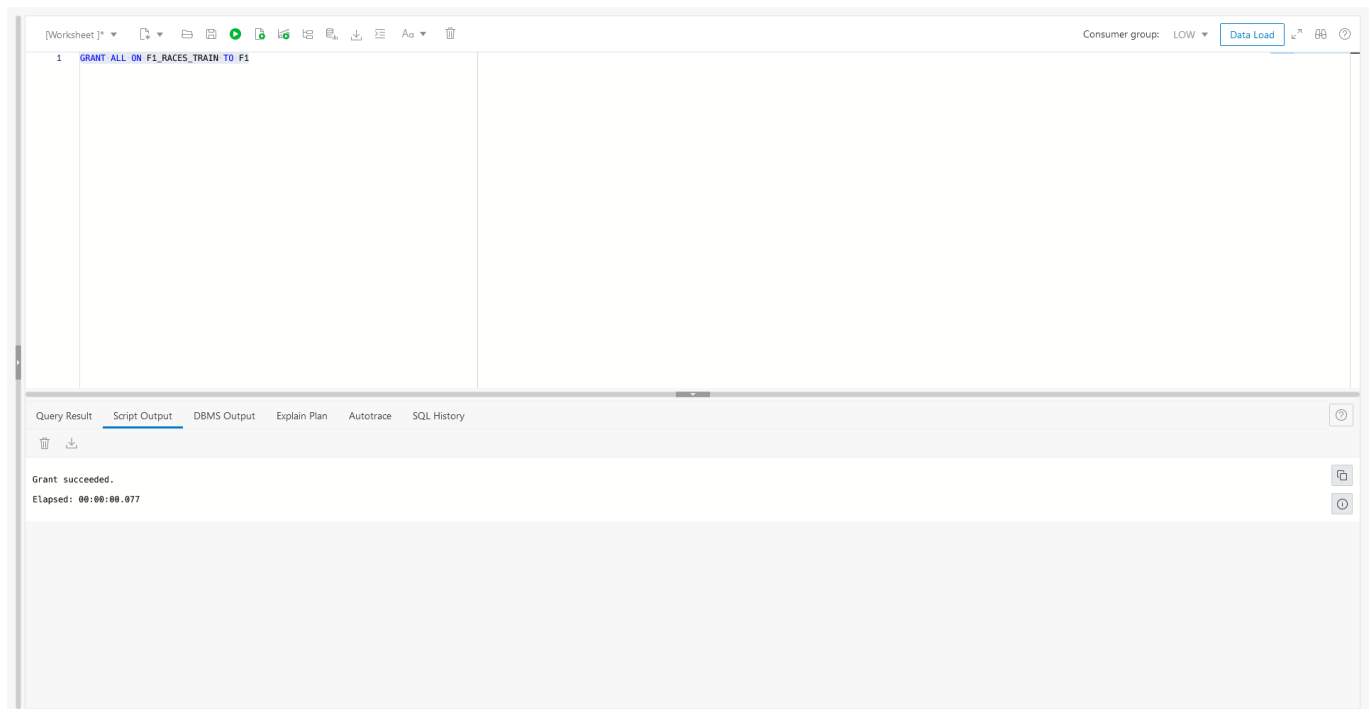 [Worksheet ]* Aa Consumer group: LOW Data Load
1 GRANT ALL ON F1_RACES_TRAIN TO F1
Query Result Script Output DBMS Output Explain Plan Autotrace SQL History
Grant succeeded.
Elapsed: 00:00:00.077